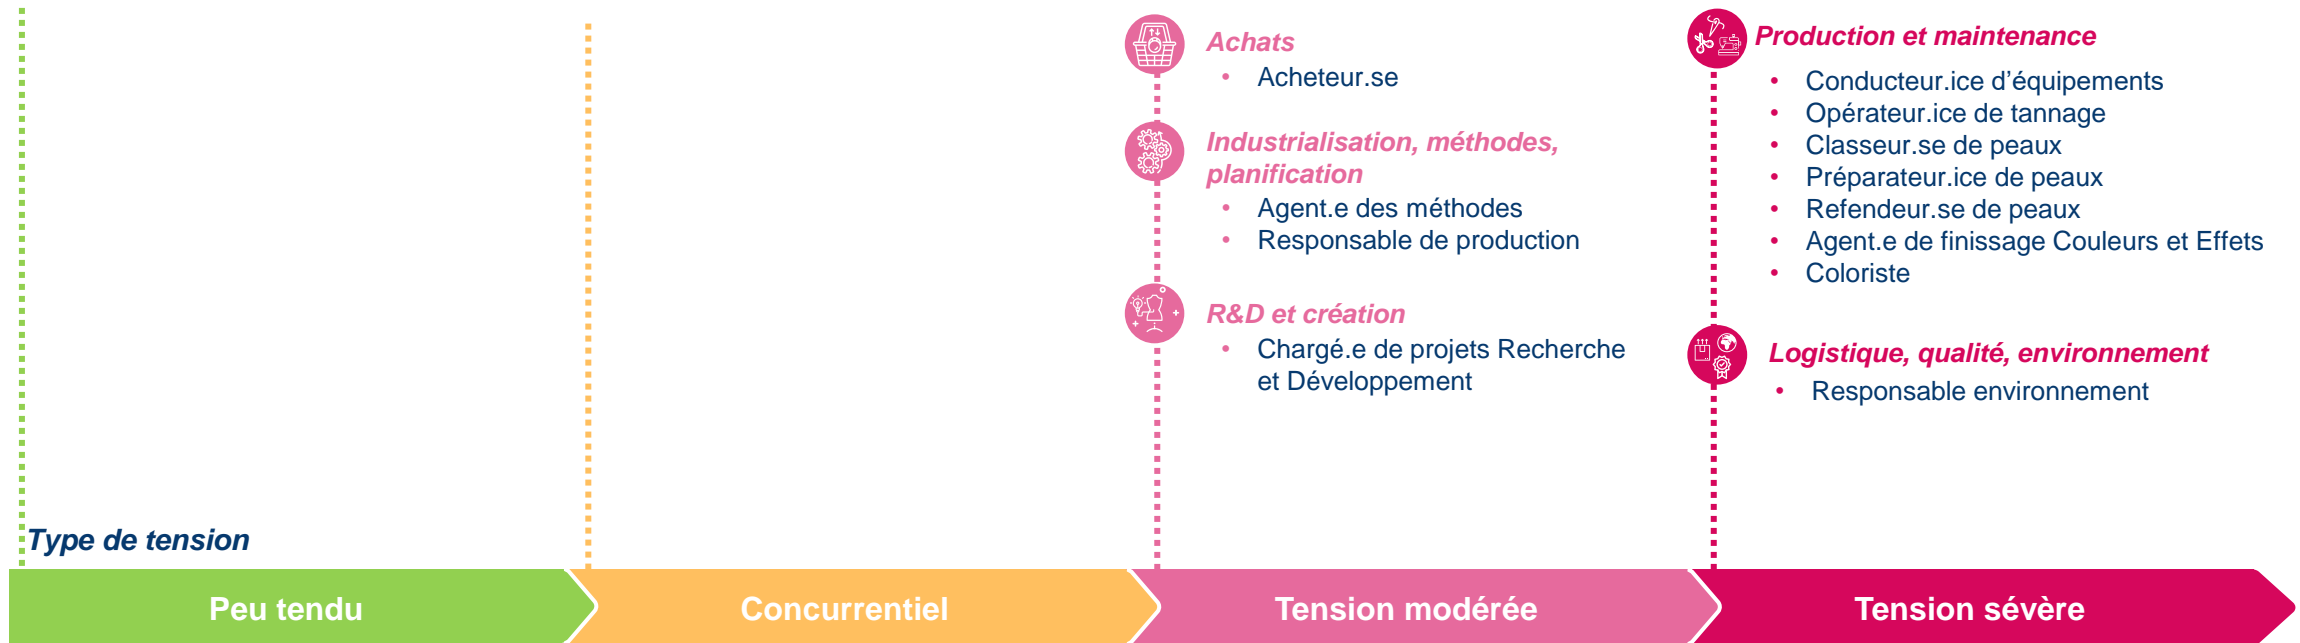 Achats
• Acheteur.se
Industrialisation, méthodes,
planification
• Agent.e des méthodes
• Responsable de production
R&D et création
• Chargé.e de projets Recherche
et Développement
Production et maintenance
• Conducteur.ice d’équipements
• Opérateur.ice de tannage
• Classeur.se de peaux
• Préparateur.ice de peaux
• Refendeur.se de peaux
• Agent.e de finissage Couleurs et Effets
• Coloriste
Logistique, qualité, environnement
• Responsable environnement
Type de tension
Peu tendu
Concurrentiel
Tension modérée
Tension sévère